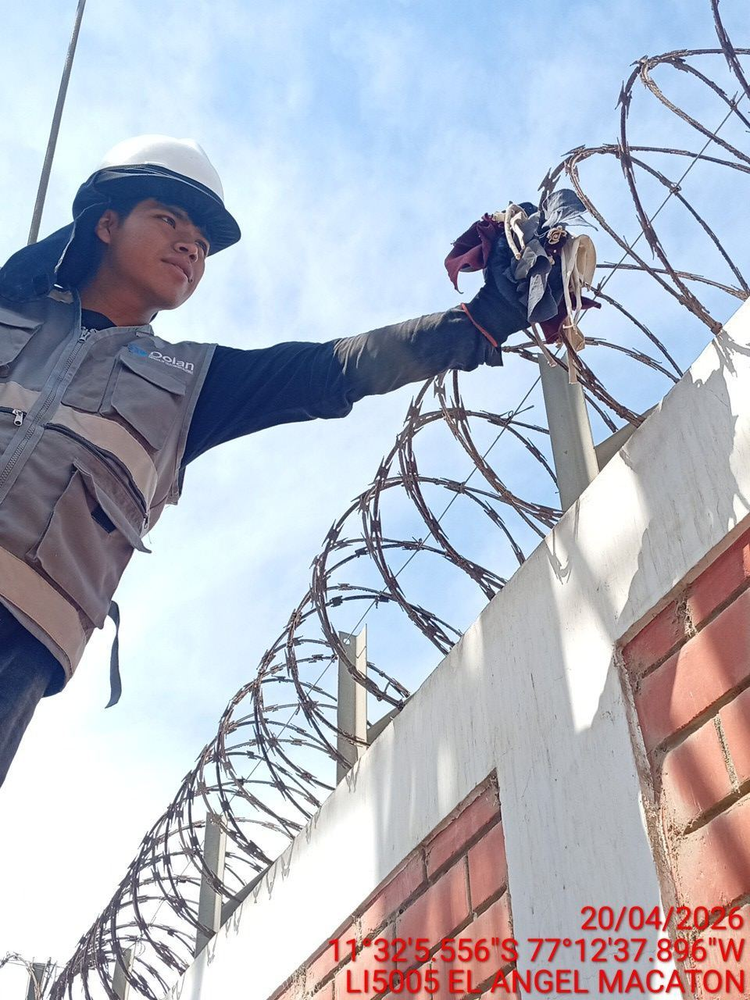 Dolan
20/04/2026
11°32'5.556"S 77°12'37.896"W
LI5005 EL ANGEL MACATON